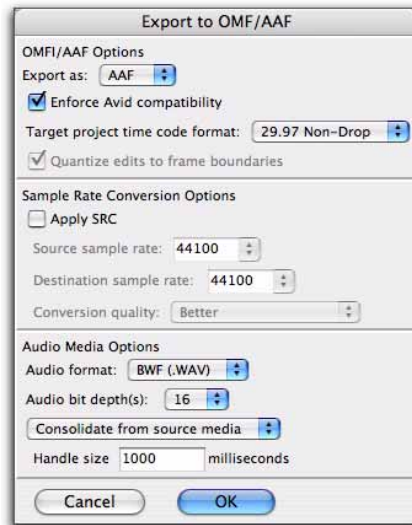 Export to OMF/AAF
OMFI/AAF Options
Export as: AAF
Enforce Avid compatibility
Target project time code format: 29.97 Non-Drop
Quantize edits to frame boundaries
Sample Rate Conversion Options
Apply SRC
Source sample rate: 44100
Destination sample rate: 44100
Conversion quality: Better
Audio Media Options
Audio format: BWF (.WAV)
Audio bit depth(s): 16
Consolidate from source media
Handle size 1000 milliseconds
Cancel OK